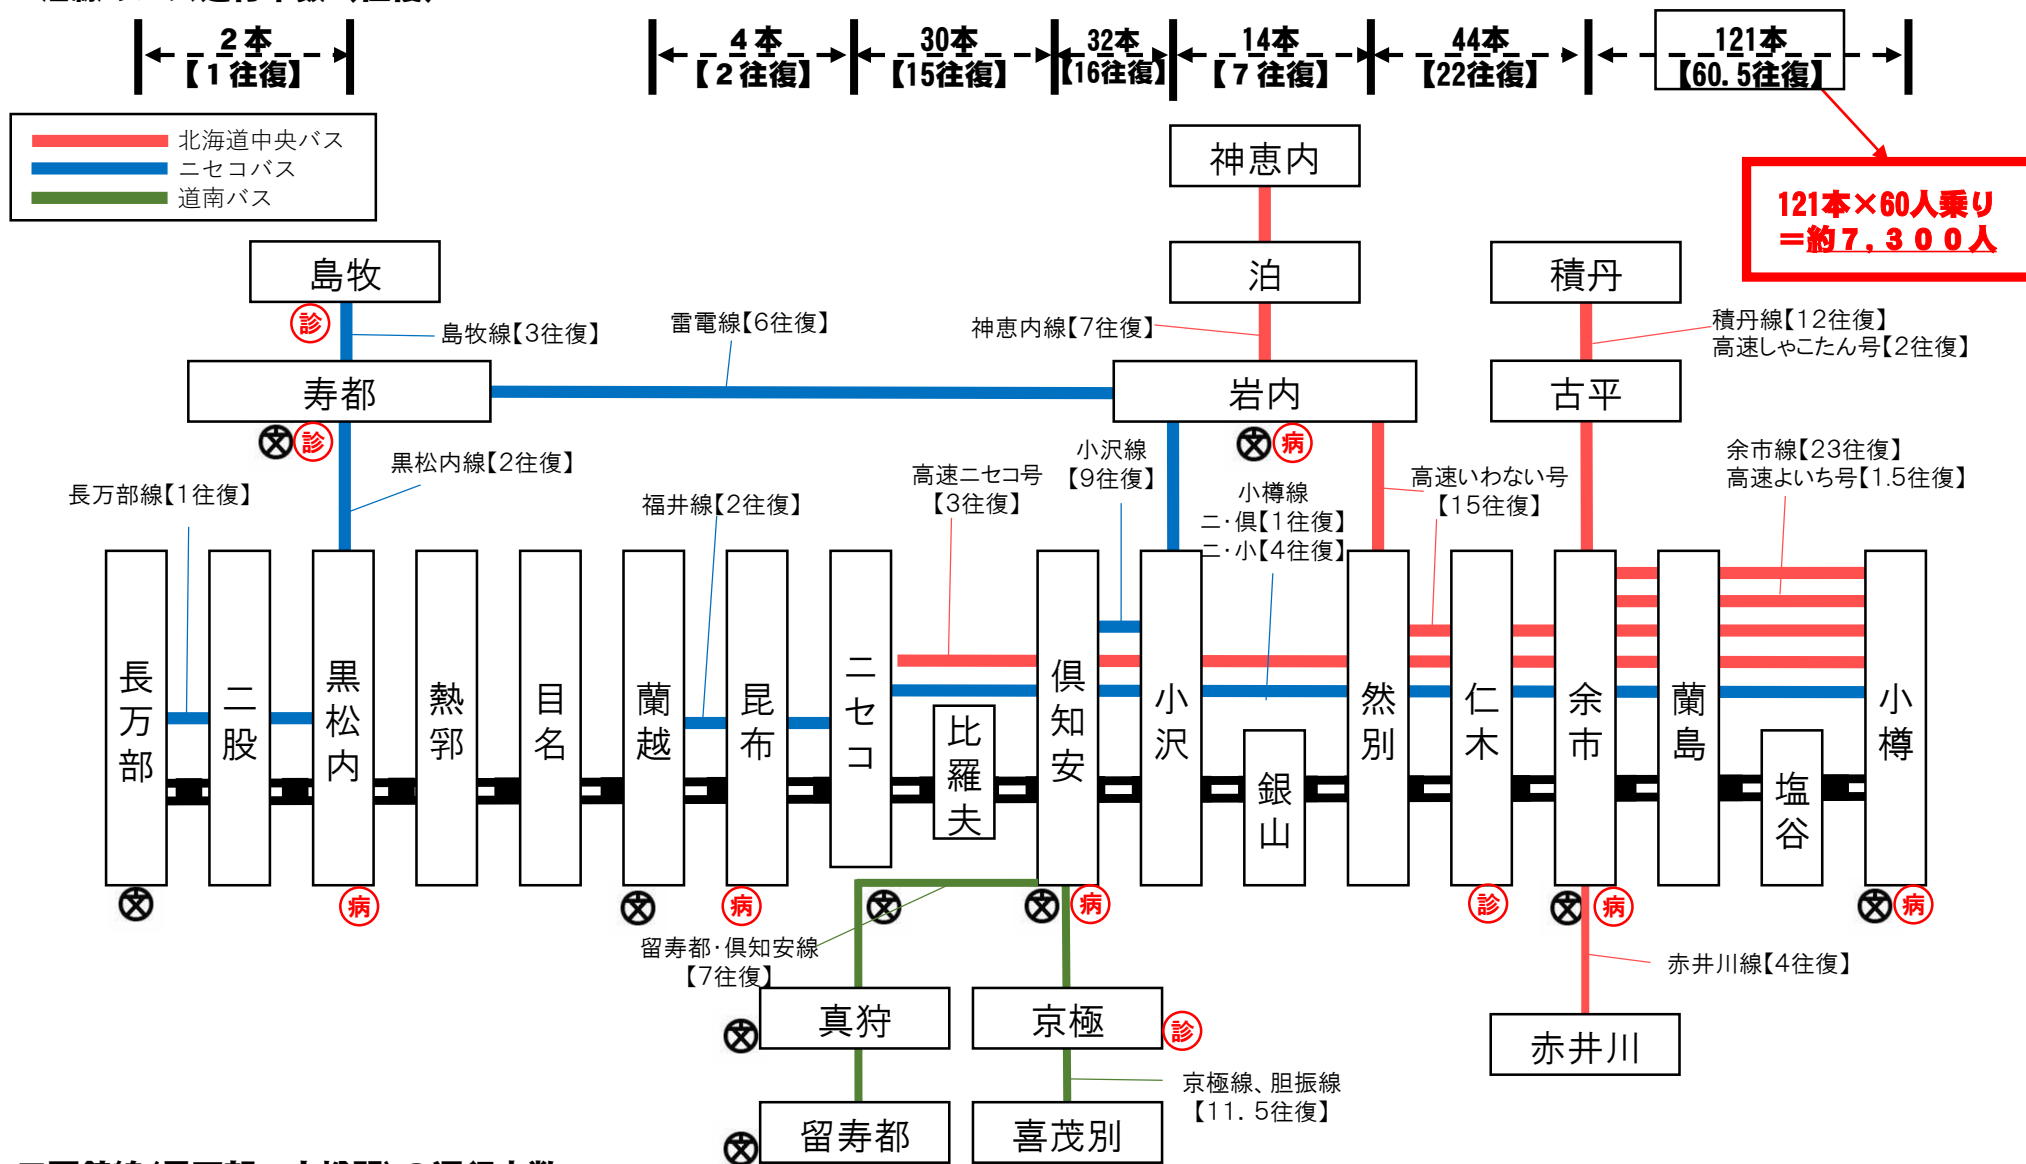 2本
【１往復】
4本
【２往復】
30本
【15往復】
32本
【16往復】
14本
【７往復】
44本
【22往復】
121本
【60.5往復】
北海道中央バス
ニセコバス
道南バス
121本×60人乗り
＝約７,３００人
神恵内
島牧
診
泊
積丹
島牧線【3往復】
雷電線【6往復】
神恵内線【7往復】
積丹線【12往復】
高速しゃこたん号【2往復】
寿都
文
診
岩内
文
病
古平
長万部線【1往復】
黒松内線【2往復】
福井線【2往復】
高速ニセコ号
【3往復】
小沢線
【9往復】
小樽線
ニ・倶【1往復】
ニ・小【4往復】
高速いわない号
【15往復】
余市線【23往復】
高速よいち号【1.5往復】
長万部
二股
黒松内
熱郛
目名
蘭越
昆布
ニセコ
比羅夫
倶知安
小沢
銀山
然別
仁木
余市
蘭島
塩谷
小樽
文
病
文
病
文
文
病
診
文
病
文
病
留寿都・倶知安線
【7往復】
赤井川線【4往復】
文
真狩
京極
診
赤井川
京極線、胆振線
【11.5往復】
文
留寿都
喜茂別